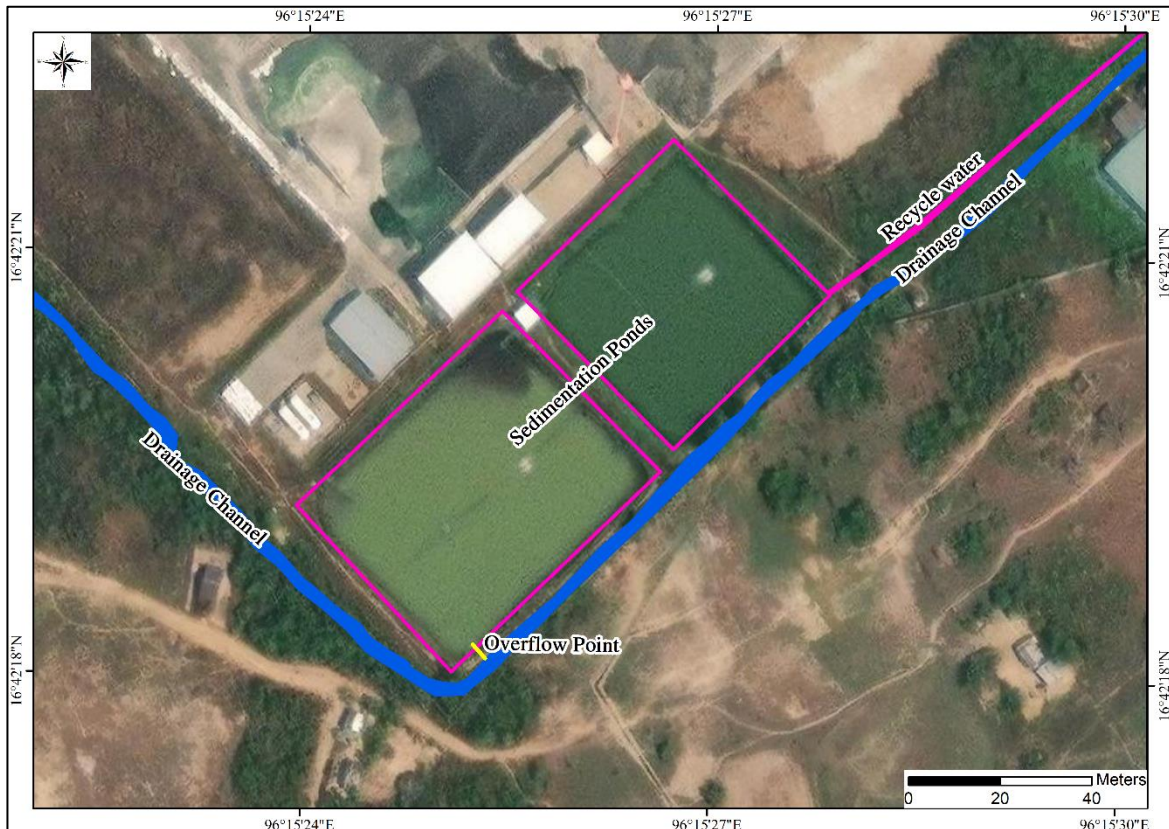 96°15'24"E
96°15'27"E
96°15'30"E
16°42'21"N
16°42'21"N
Recycle water
Drainage Channel
Sedimentation Ponds
Drainage Channel
Overflow Point
16°42'18"N
16°42'18"N
Meters
0 20 40
96°15'24"E
96°15'27"E
96°15'30"E